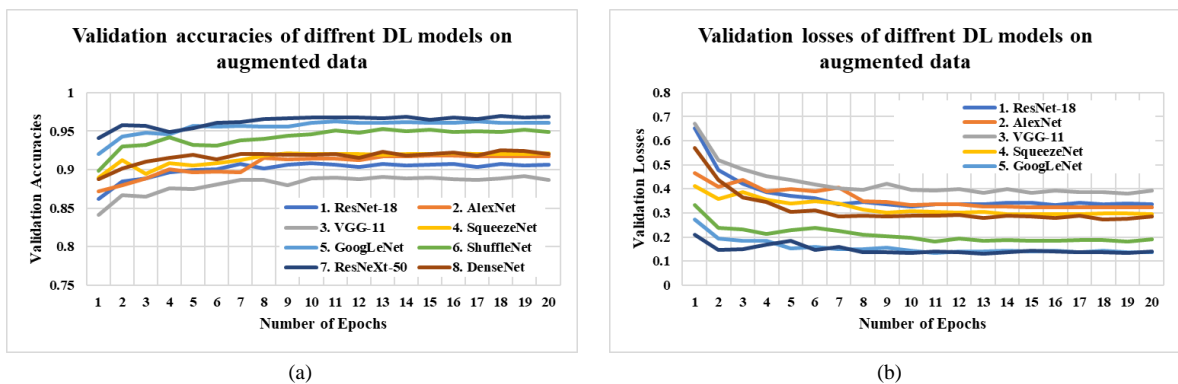 Validation accuracies of diffrent DL models on
augmented data
Validation Accuracies
1
0.95
0.9
0.85
0.8
0.75
1 2 3 4 5 6 7 8 9 10 11 12 13 14 15 16 17 18 19 20
Number of Epochs
1. ResNet-18 2. AlexNet
3. VGG-11 4. SqueezeNet
5. GoogLeNet 6. ShuffleNet
7. ResNeXt-50 8. DenseNet
(a)
Validation losses of diffrent DL models on
augmented data
Validation Losses
0.8
0.7
0.6
0.5
0.4
0.3
0.2
0.1
0
1 2 3 4 5 6 7 8 9 10 11 12 13 14 15 16 17 18 19 20
Number of Epochs
1. ResNet-18
2. AlexNet
3. VGG-11
4. SqueezeNet
5. GoogLeNet
(b)